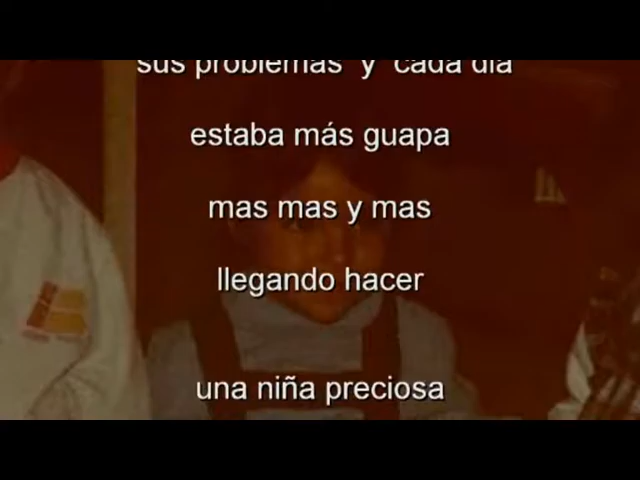 sus problemas y cada día
estaba más guapa
mas mas y mas
llegando hacer
una niña preciosa